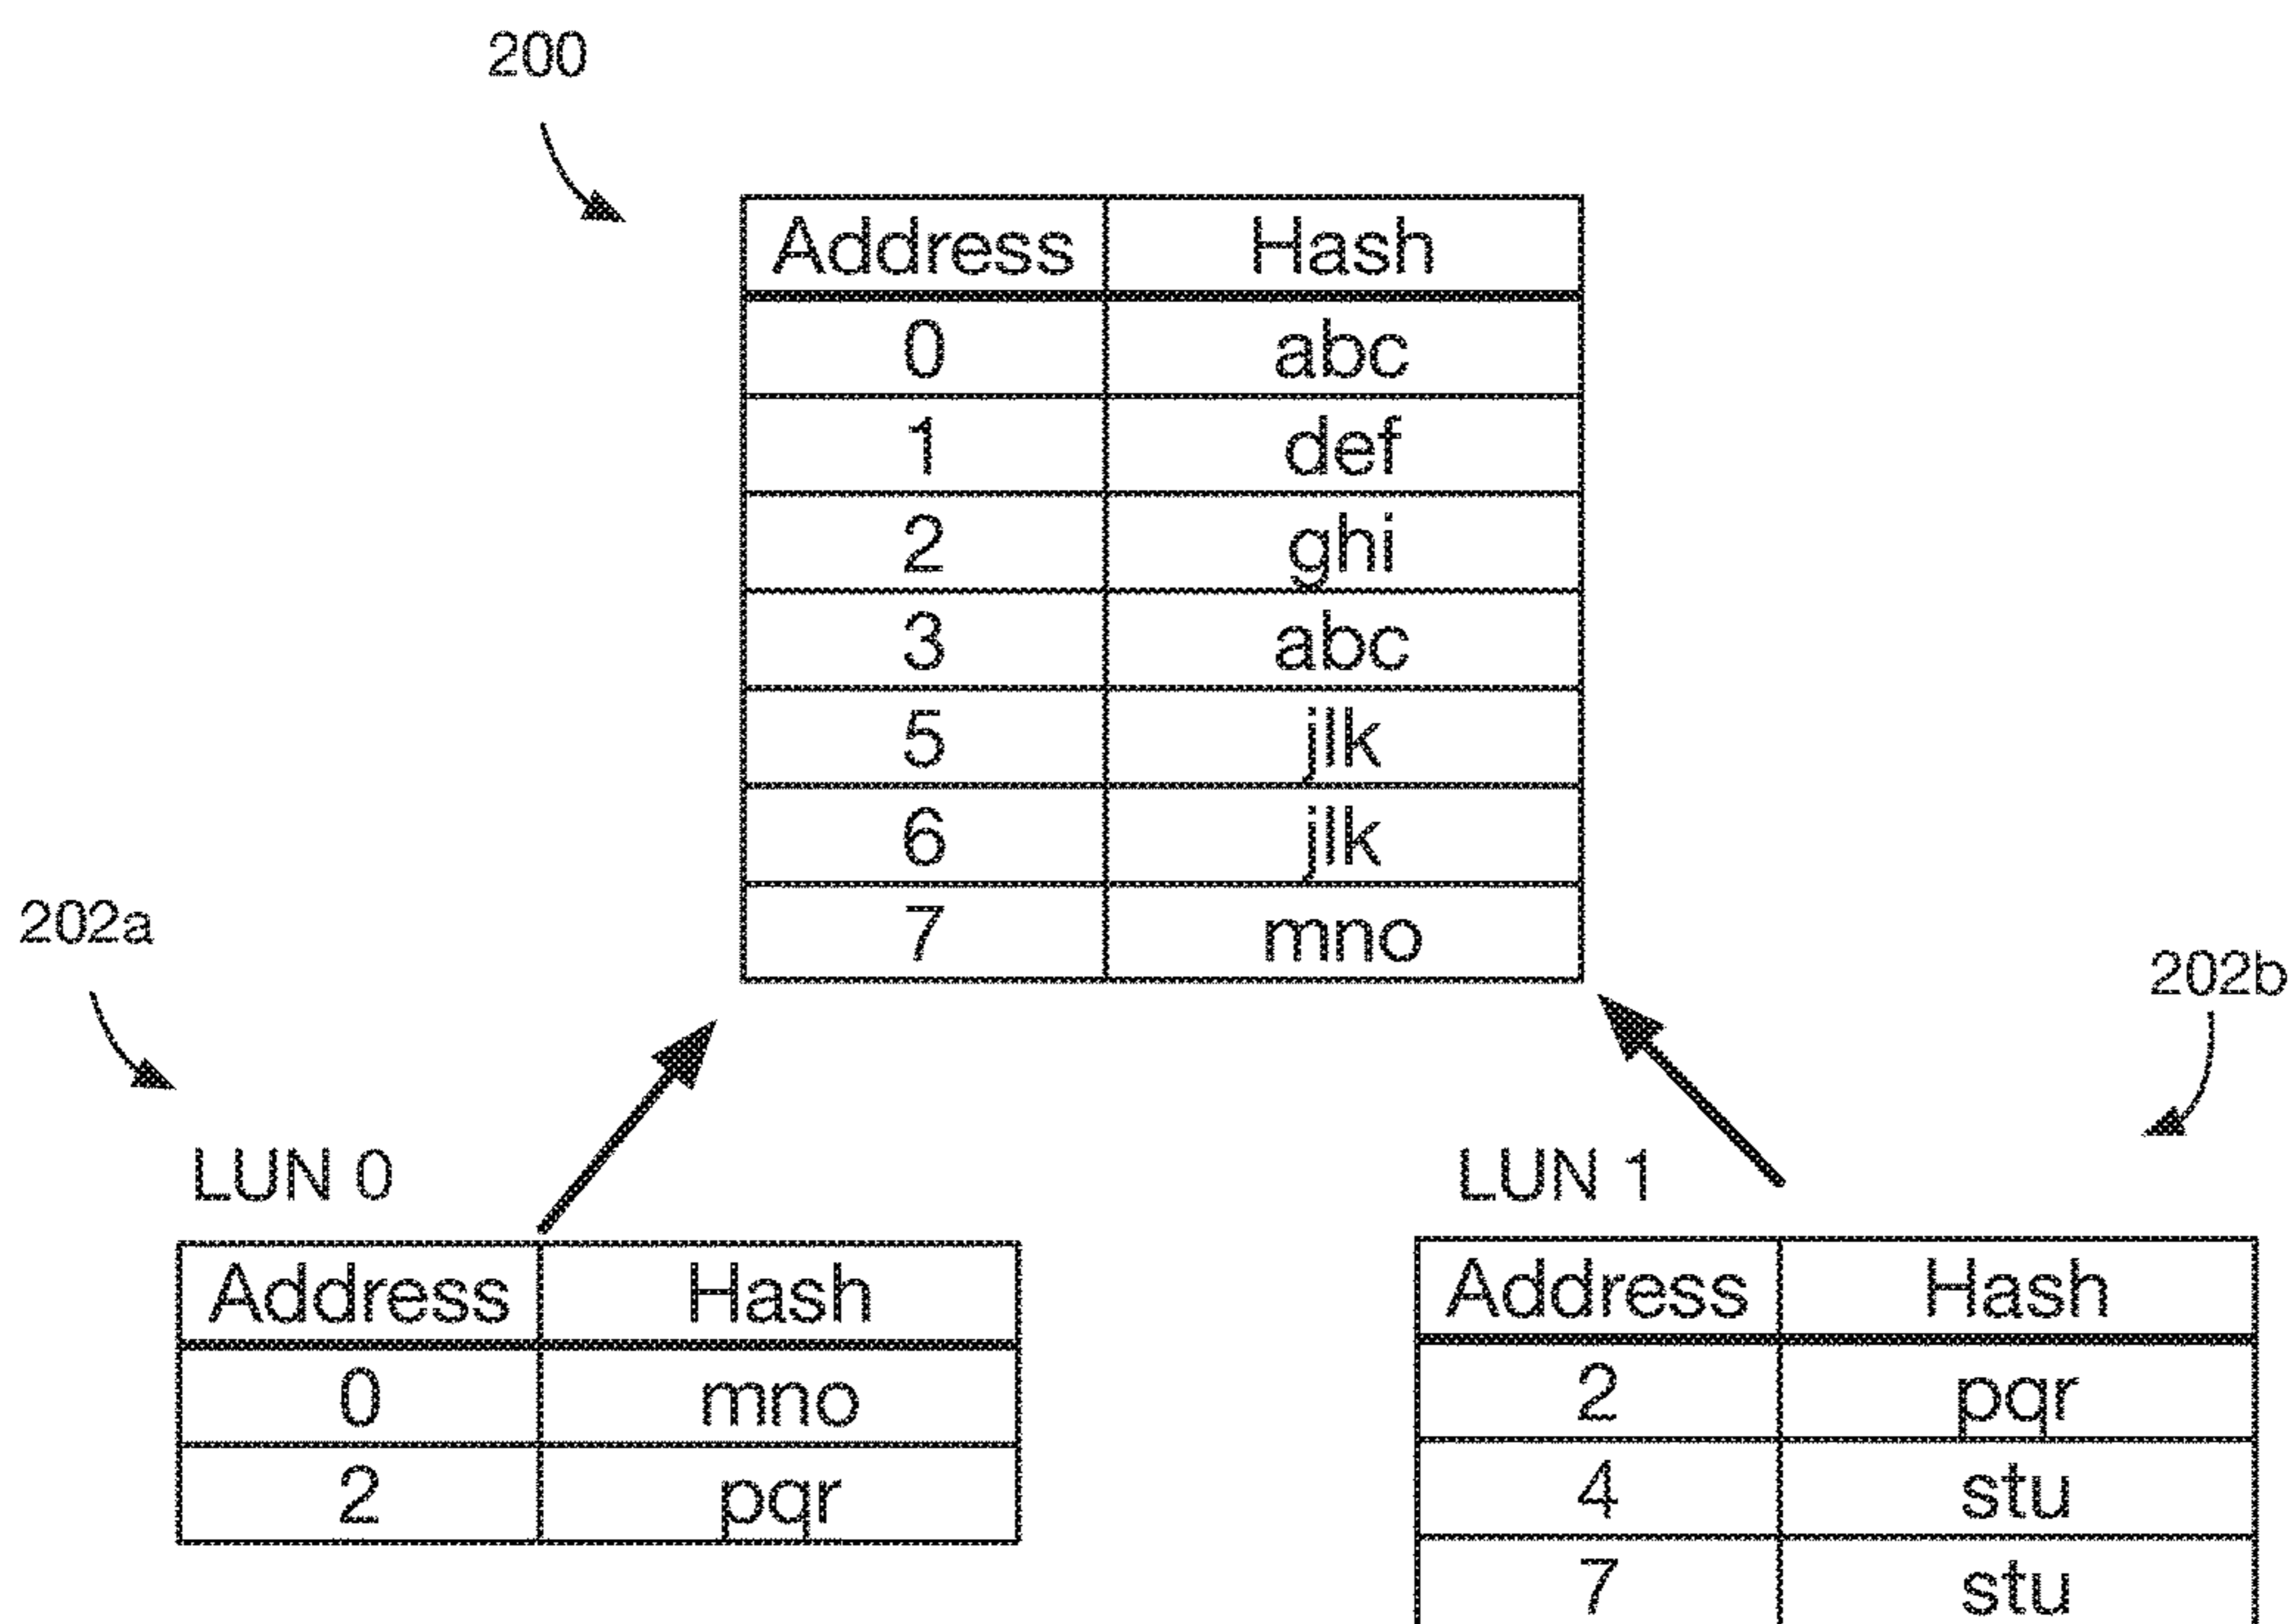 200
Address Hash
0 abc
1 def
2 ghi
3 abc
5 jlk
6 jlk
7 mno
202a
202b
LUN 0
Address Hash
0 mno
2 pqr
LUN 1
Address Hash
2 pqr
4 stu
7 stu